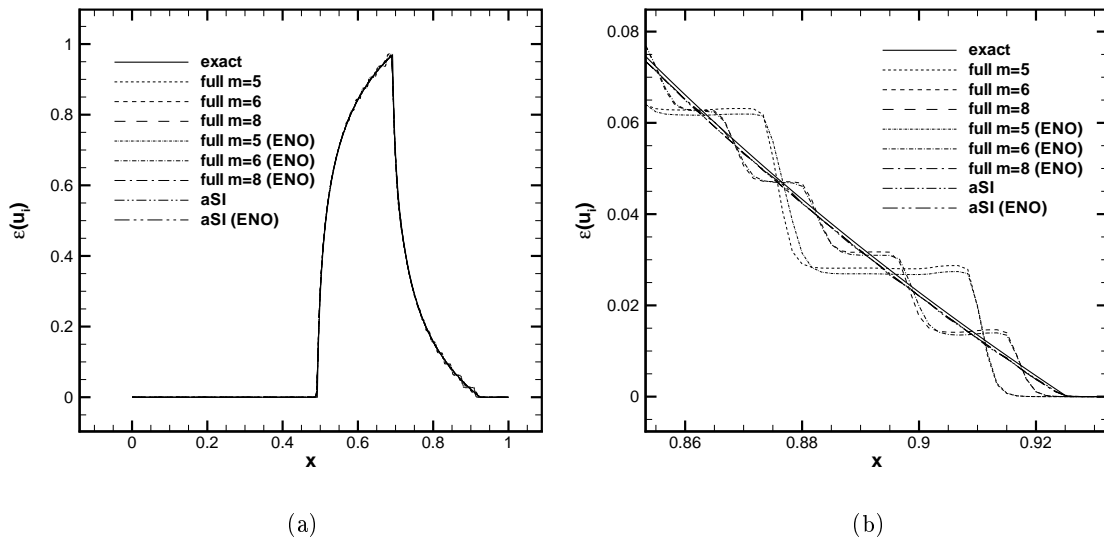 ε(uᵢ)
1
0.8
0.6
0.4
0.2
0
0 0.2 0.4 0.6 0.8 1
x
exact
full m=5
full m=6
full m=8
full m=5 (ENO)
full m=6 (ENO)
full m=8 (ENO)
aSI
aSI (ENO)
(a)
ε(uᵢ)
0.08
0.06
0.04
0.02
0
0.86 0.88 0.9 0.92
x
exact
full m=5
full m=6
full m=8
full m=5 (ENO)
full m=6 (ENO)
full m=8 (ENO)
aSI
aSI (ENO)
(b)